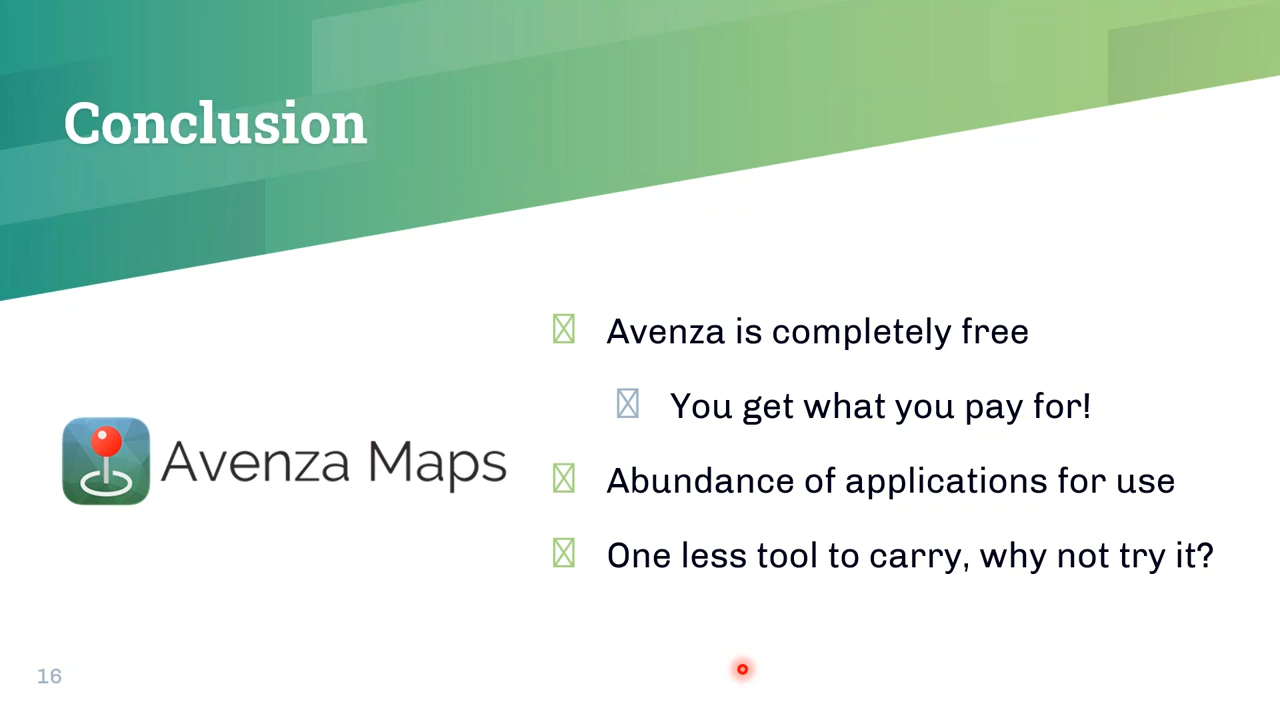 Conclusion
Avenza Maps
Avenza is completely free
You get what you pay for!
Abundance of applications for use
One less tool to carry, why not try it?
16